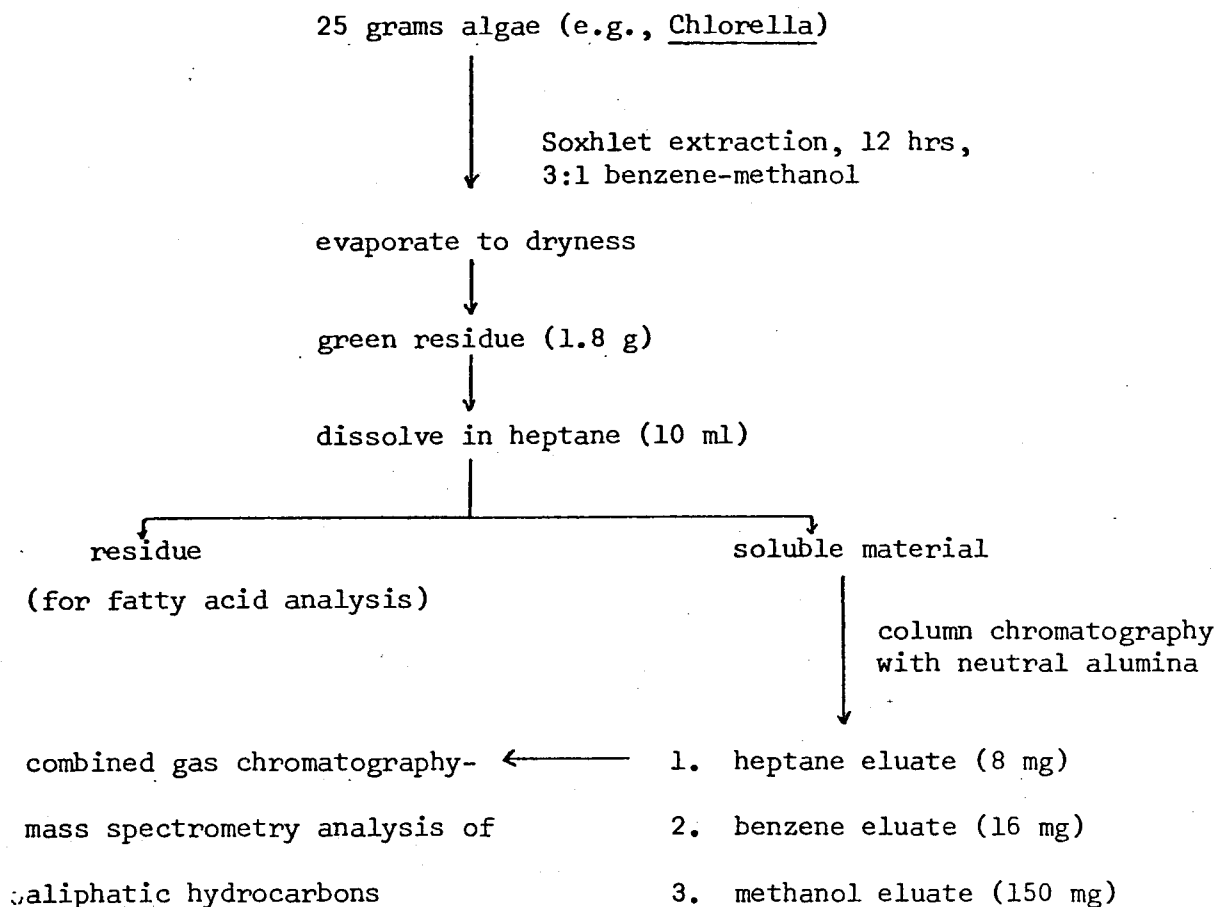 25 grams algae (e.g., Chlorella)
Soxhlet extraction, 12 hrs,
3:1 benzene-methanol
evaporate to dryness
green residue (1.8 g)
dissolve in heptane (10 ml)
residue
(for fatty acid analysis)
soluble material
column chromatography
with neutral alumina
combined gas chromatography-
mass spectrometry analysis of
aliphatic hydrocarbons
1. heptane eluate (8 mg)
2. benzene eluate (16 mg)
3. methanol eluate (150 mg)